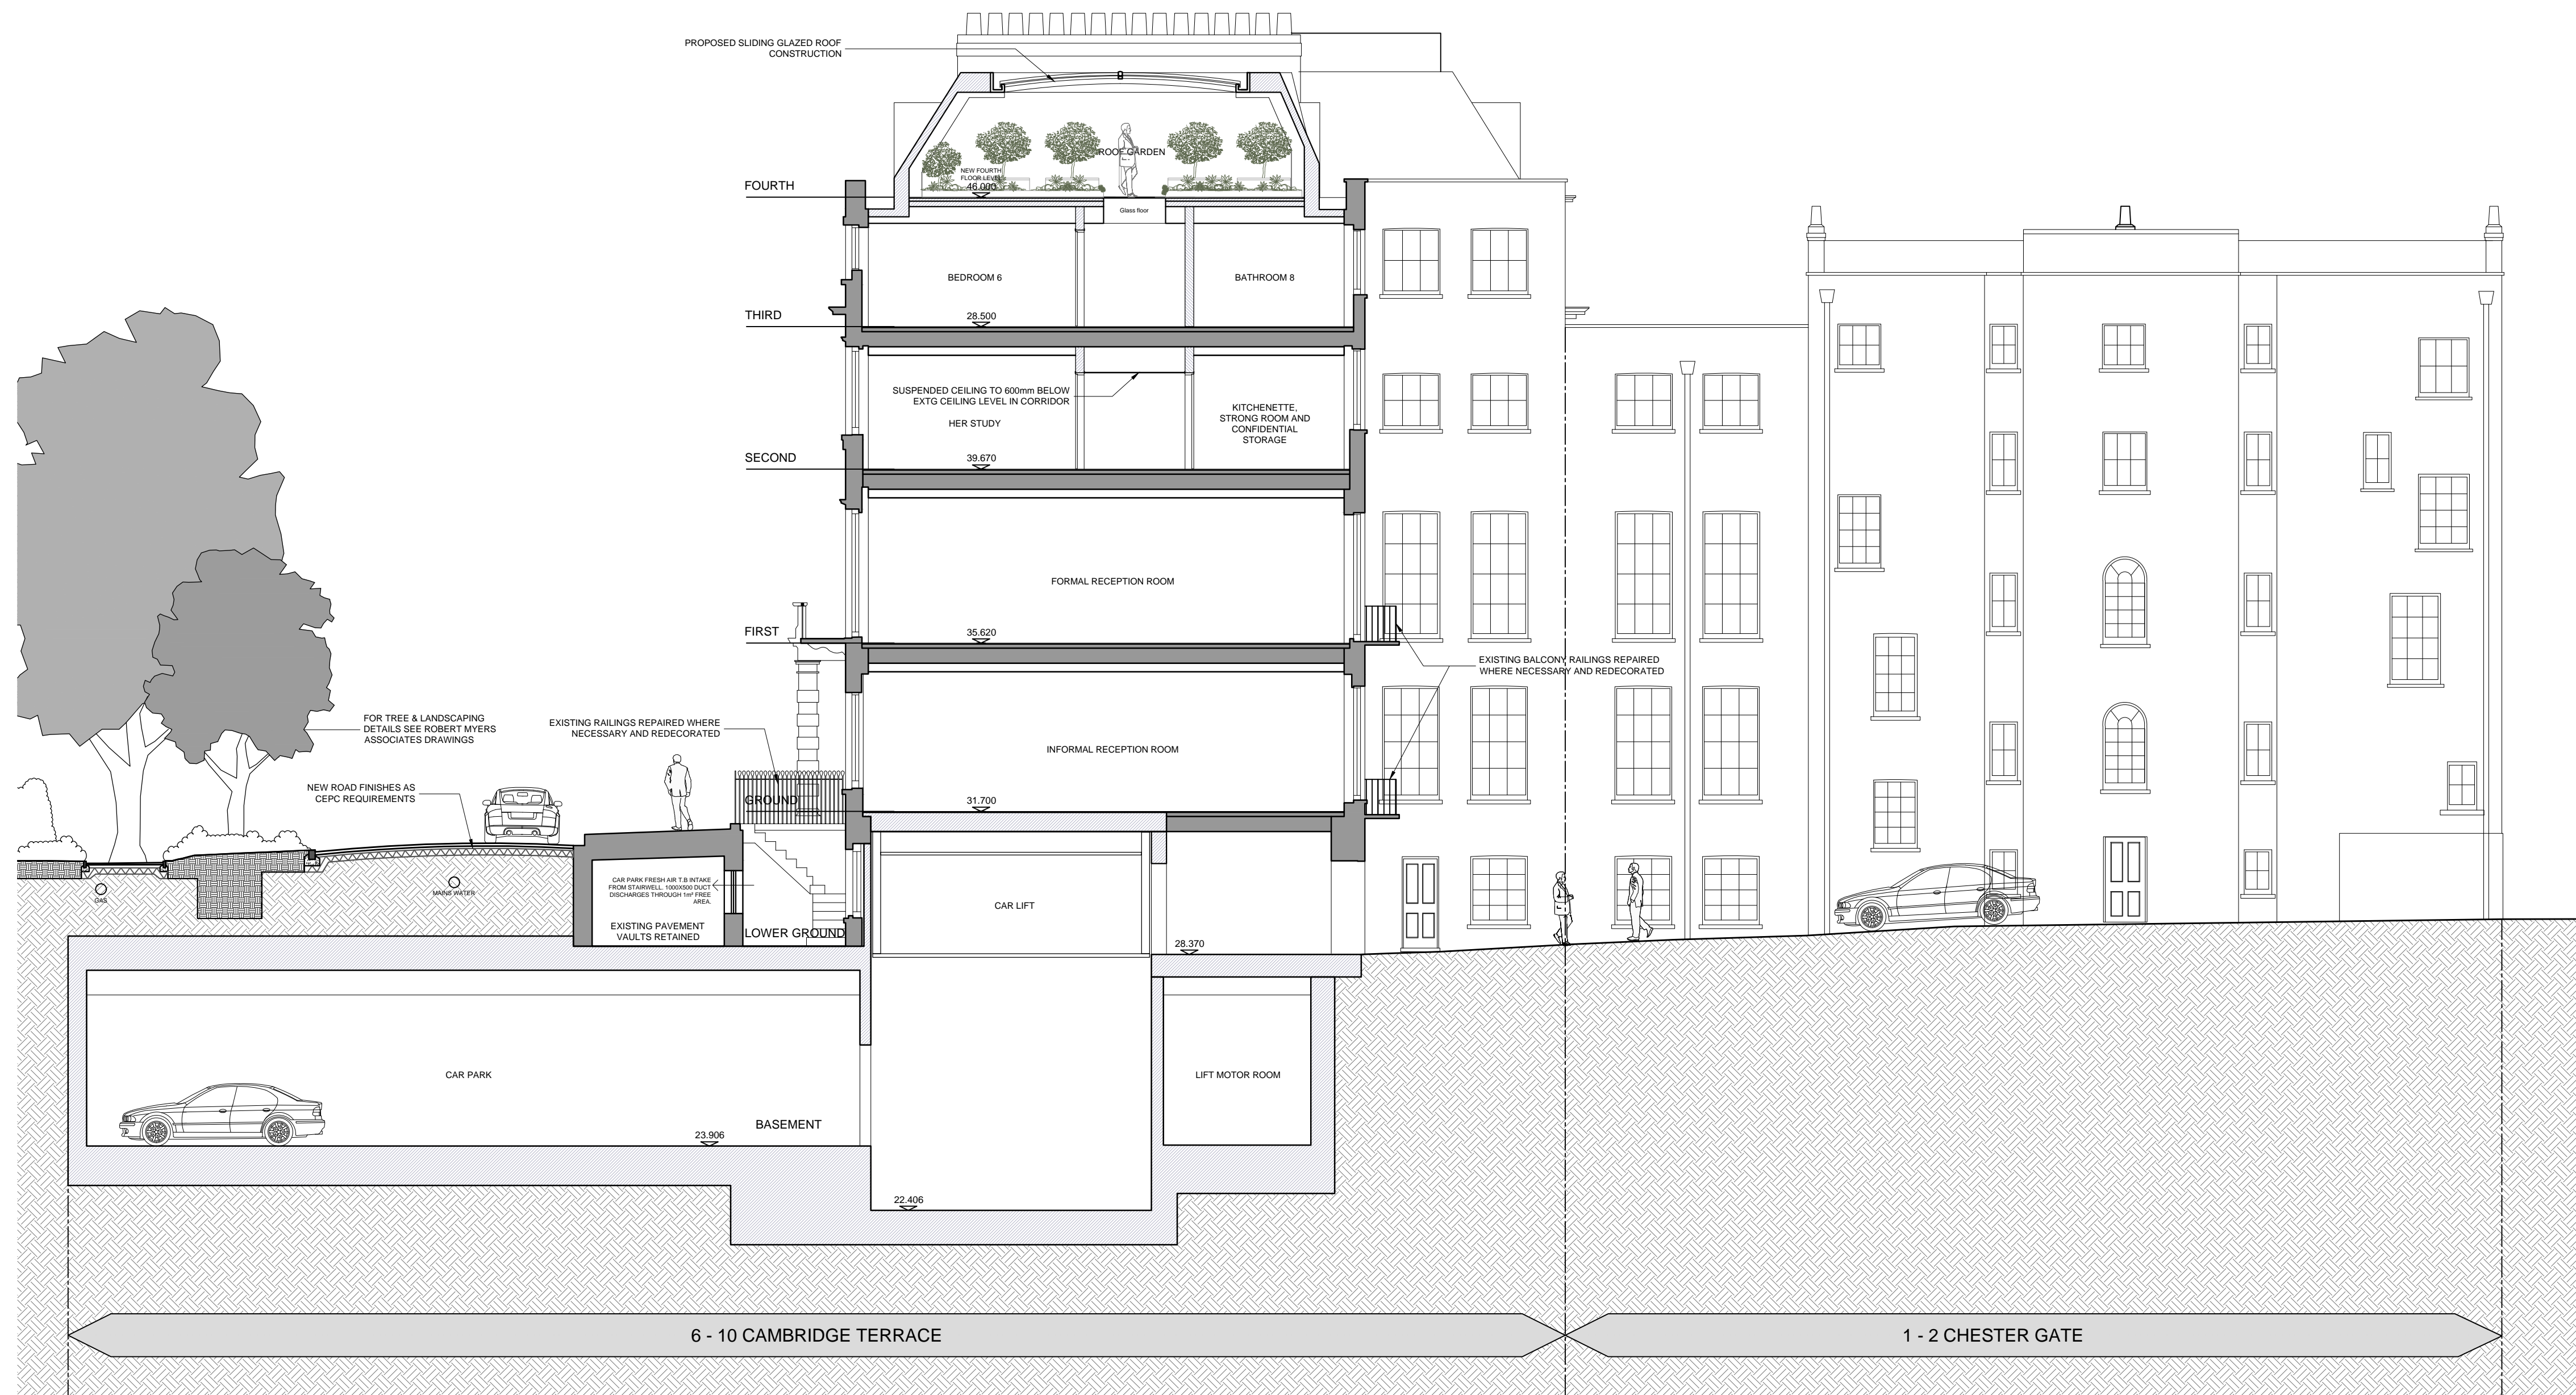 PROPOSED SLIDING GLAZED ROOF
CONSTRUCTION
ROOF GARDEN
NEW FOURTH
FLOOR LEVEL
46.000
FOURTH
Glass floor
BEDROOM 6
BATHROOM 8
THIRD
28.500
SUSPENDED CEILING TO 600mm BELOW
EXTG CEILING LEVEL IN CORRIDOR
HER STUDY
KITCHENETTE,
STRONG ROOM AND
CONFIDENTIAL
STORAGE
SECOND
39.670
FORMAL RECEPTION ROOM
FIRST
35.620
EXISTING BALCONY RAILINGS REPAIRED
WHERE NECESSARY AND REDECORATED
FOR TREE & LANDSCAPING
DETAILS SEE ROBERT MYERS
ASSOCIATES DRAWINGS
EXISTING RAILINGS REPAIRED WHERE
NECESSARY AND REDECORATED
INFORMAL RECEPTION ROOM
NEW ROAD FINISHES AS
CEPC REQUIREMENTS
GROUND
31.700
GAS
MAINS WATER
CAR PARK FRESH AIR T.B INTAKE
FROM STAIRWELL. 1000X500 DUCT
DISCHARGES THROUGH 1m² FREE
AREA.
EXISTING PAVEMENT
VAULTS RETAINED
LOWER GROUND
CAR LIFT
28.370
CAR PARK
LIFT MOTOR ROOM
BASEMENT
23.906
22.406
6 - 10 CAMBRIDGE TERRACE
1 - 2 CHESTER GATE